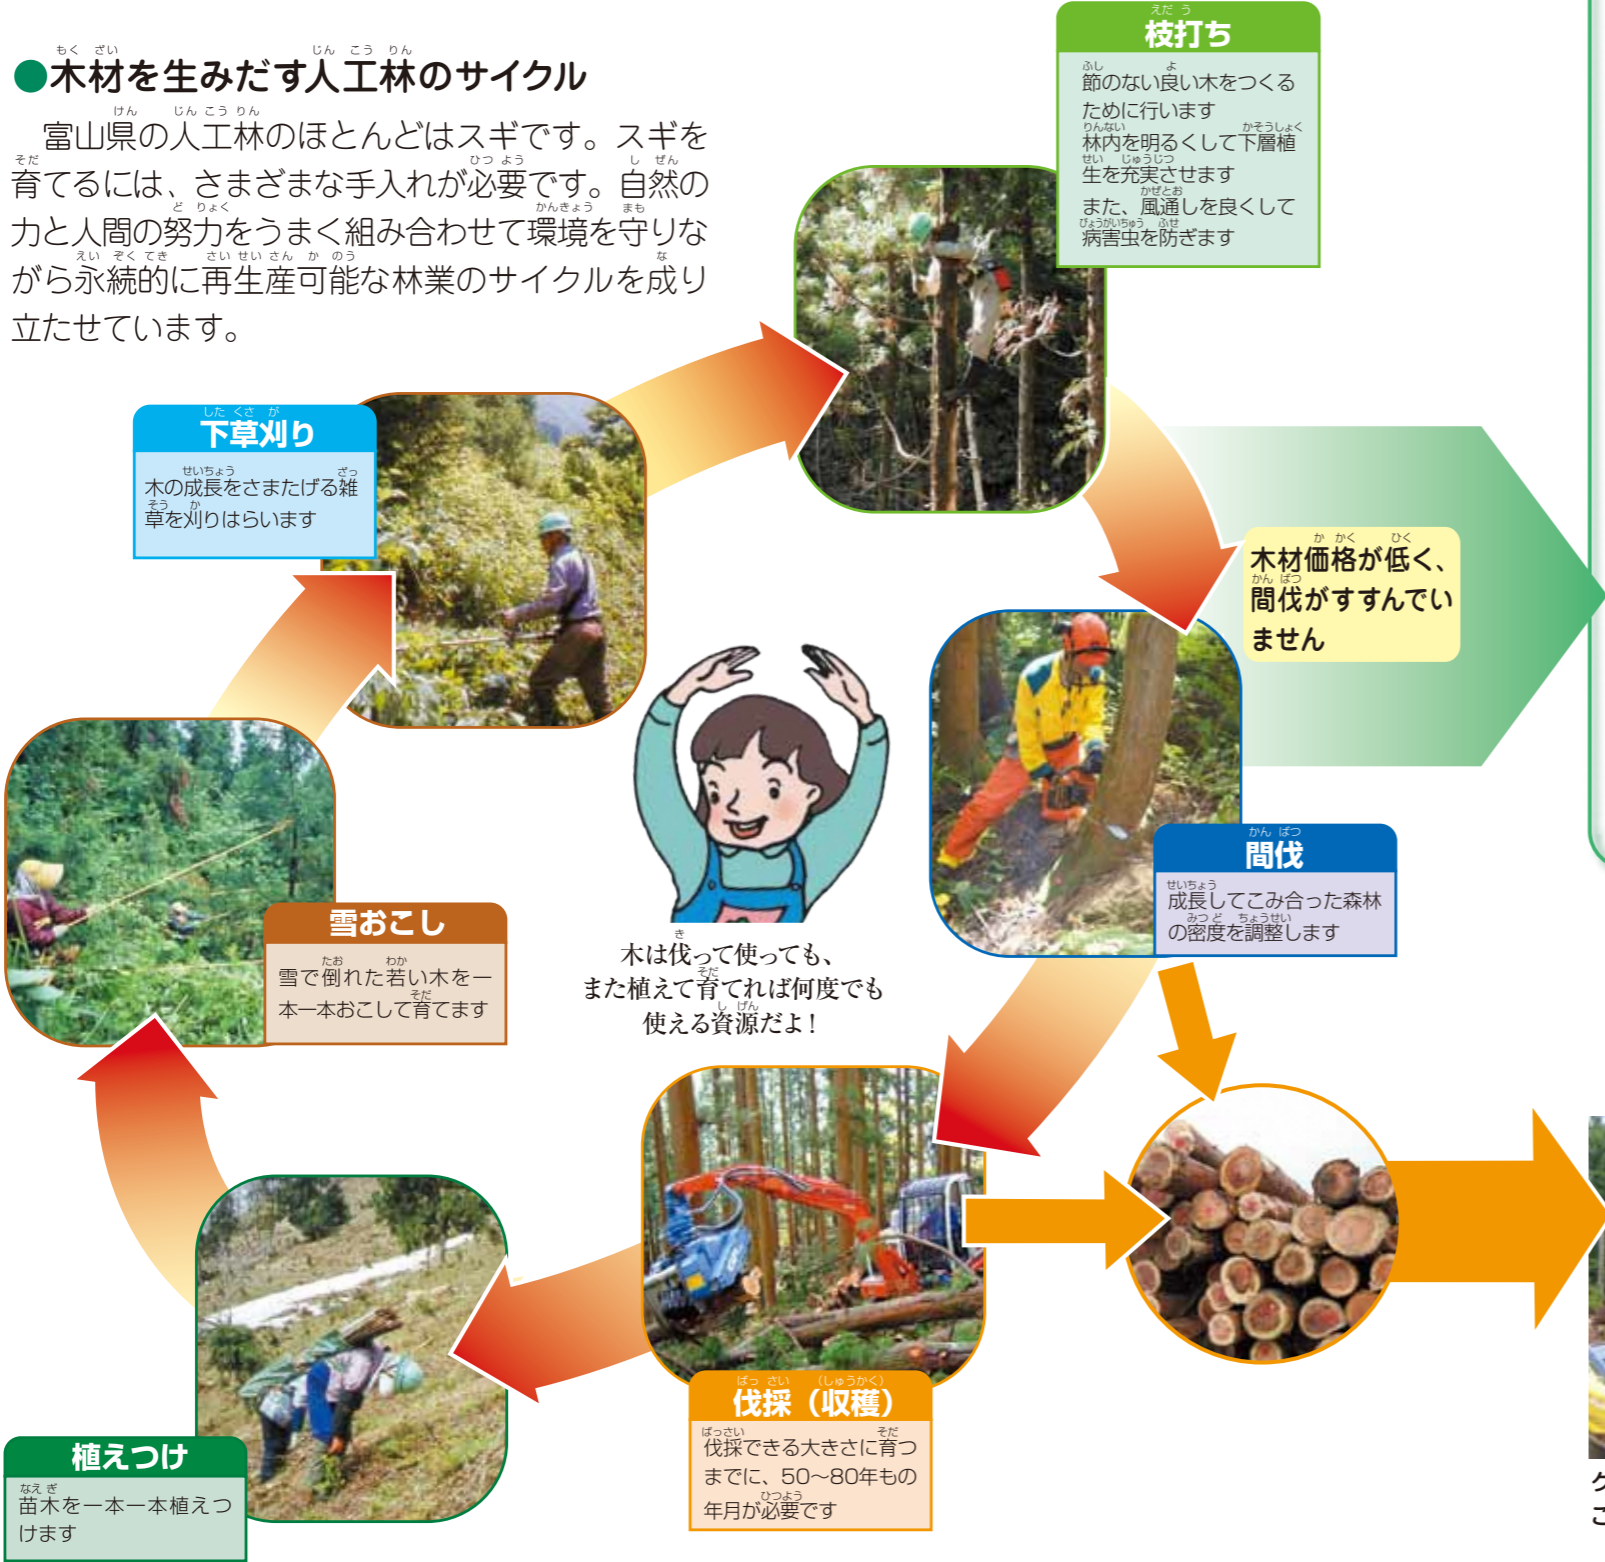 ●木材を生みだす人工林のサイクル
富山県の人工林のほとんどはスギです。スギを
育てるには、さまざまな手入れが必要です。自然の
力と人間の努力をうまく組み合わせて環境を守りな
がら永続的に再生産可能な林業のサイクルを成り
立たせています。
枝打ち
節のない良い木をつくる
ために行います
林内を明るくして下層植
生を充実させます
また、風通しを良くして
病害虫を防ぎます
下草刈り
木の成長をさまたげる雑
草を刈りはらいます
木材価格が低く、
間伐がすすんでい
ません
間伐
成長してこみ合った森林
の密度を調整します
雪おこし
雪で倒れた若い木を一
本一本おこして育てます
木は伐って使っても、
また植えて育てれば何度でも
使える資源だよ!
伐採（収穫）
伐採できる大きさに育つ
までに、50〜80年もの
年月が必要です
植えつけ
苗木を一本一本植えつ
けます